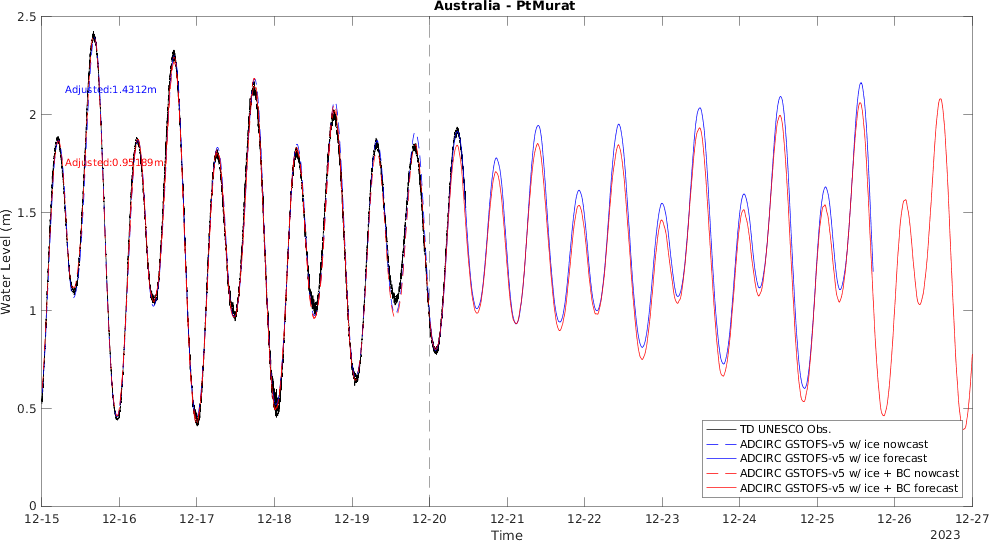 Australia - PtMurat
Water Level (m)
2.5
2
1.5
1
0.5
0
Adjusted:1.4312m
Adjusted:0.95189m
TD UNESCO Obs.
ADCIRC GSTOFS-v5 w/ ice nowcast
ADCIRC GSTOFS-v5 w/ ice forecast
ADCIRC GSTOFS-v5 w/ ice + BC nowcast
ADCIRC GSTOFS-v5 w/ ice + BC forecast
12-15 12-16 12-17 12-18 12-19 12-20 12-21 12-22 12-23 12-24 12-25 12-26 12-27
Time
2023